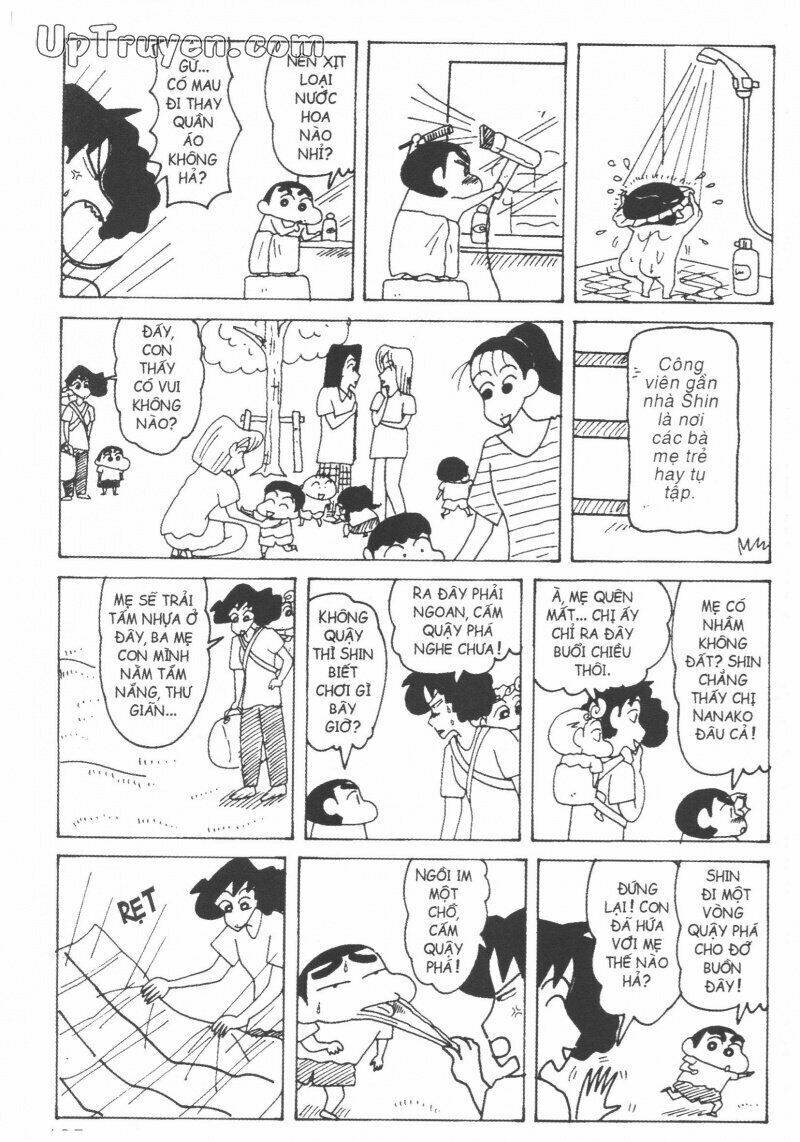 UpTruyen.com
NÊN XỊT
LOẠI
NƯỚC
HOA
NÀO
NHỈ?
GỪ...
CÓ MAU
ĐI THAY
QUẦN
ÁO
KHÔNG
HẢ?
Công
viên gần
nhà Shin
là nơi
các bà
mẹ trẻ
hay tụ
tập.
ĐẤY,
CON
THẤY
CÓ VUI
KHÔNG
NÀO?
MẸ CÓ
NHẦM
KHÔNG
ĐẤT? SHIN
CHẲNG
THẤY CHỊ
NANAKO
ĐÂU CẢ!
À, MẸ QUÊN
MẤT... CHỊ ẤY
CHỈ RA ĐÂY
BUỔI CHIỀU
THÔI.
RA ĐÂY PHẢI
NGOAN, CẤM
QUẬY PHÁ
NGHE CHƯA!
KHÔNG
QUẬY
THÌ SHIN
BIẾT
CHƠI GÌ
BÂY
GIỜ?
MẸ SẼ TRẢI
TẤM NHỰA Ở
ĐÂY, BA MẸ
CON MÌNH
NẰM TẮM
NẮNG, THƯ
GIÃN...
SHIN
ĐI MỘT
VÒNG
QUẬY PHÁ
CHO ĐỠ
BUỒN
ĐÂY!
ĐỨNG
LẠI! CON
ĐÃ HỨA
VỚI MẸ
THẾ NÀO
HẢ?
NGỒI IM
MỘT
CHỖ,
CẤM
QUẬY
PHÁ!
RẸT